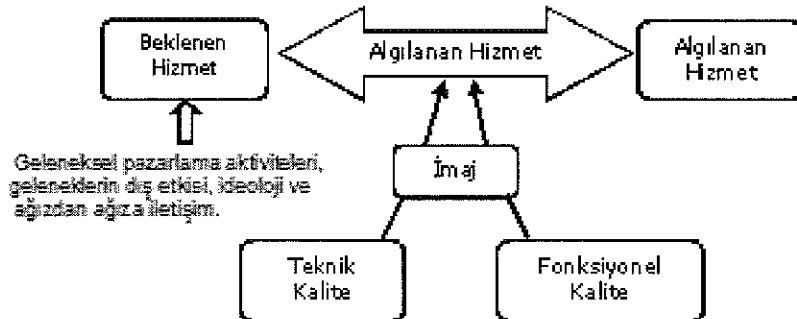 Beklenen
Hizmet
Algılanan Hizmet
Algılanan
Hizmet
Geleneksel pazarlama aktiviteleri,
geleneklerin dış etkisi, ideoloji ve
ağızdan ağıza iletişim.
İmaj
Teknik
Kalite
Fonksiyonel
Kalite